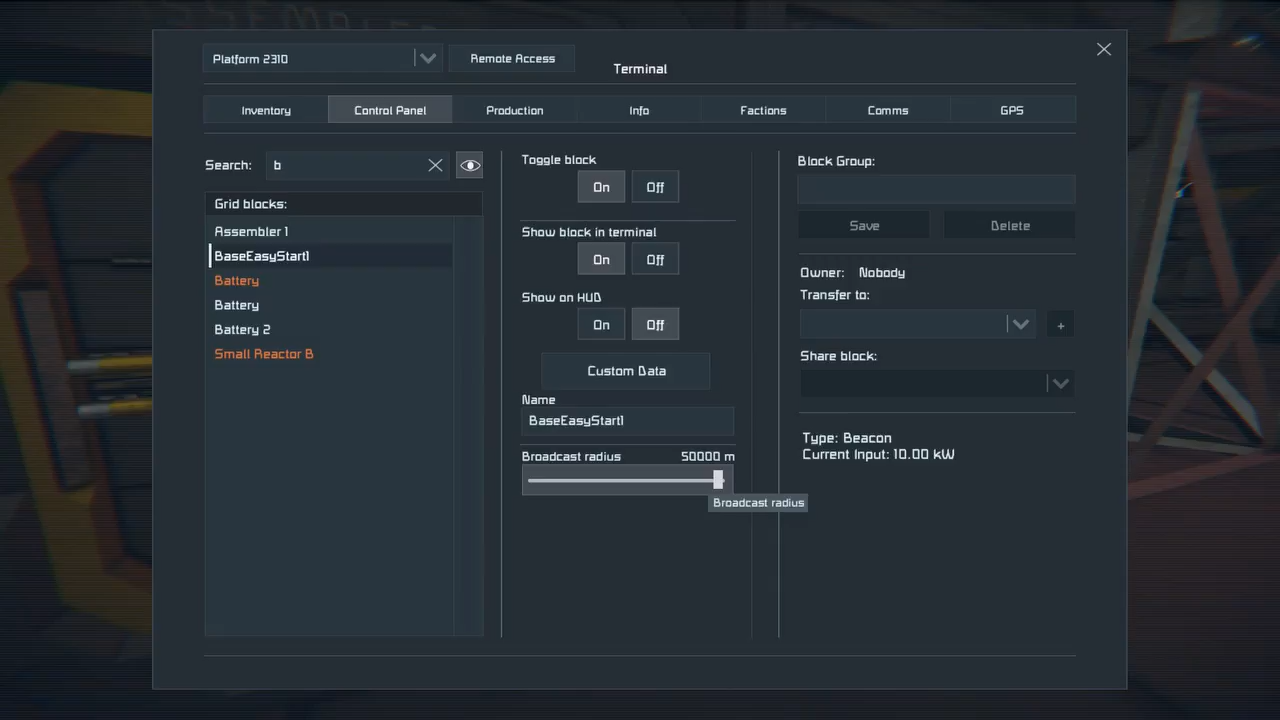 Platform 2310
Remote Access
Terminal
Inventory
Control Panel
Production
Info
Factions
Comms
GPS
Search:
b
Grid blocks:
Assembler 1
BaseEasyStart1
Battery
Battery
Battery 2
Small Reactor B
Toggle block
On
Off
Show block in terminal
On
Off
Show on HUD
On
Off
Custom Data
Name
BaseEasyStart1
Broadcast radius 50000 m
Broadcast radius
Block Group:
Save
Delete
Owner: Nobody
Transfer to:
+
Share block:
Type: Beacon
Current Input: 10.00 kW